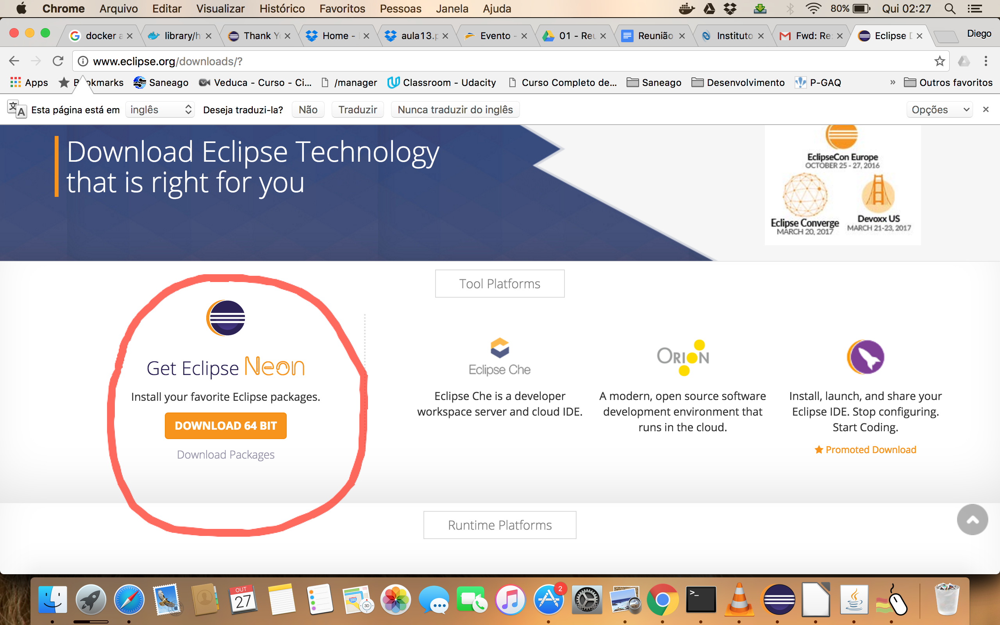 Chrome Arquivo Editar Visualizar Histórico Favoritos Pessoas Janela Ajuda 80% Qui 02:27
docker a library/h Thank Yo Home - aula13.p Evento - 01 - Reu Reunião Instituto Fwd: Re: Eclipse D Diego
www.eclipse.org/downloads/?
Apps Bookmarks Saneago Veduca - Curso - Ci... /manager Classroom - Udacity Curso Completo de... Saneago Desenvolvimento P-GAQ » Outros favoritos
Esta página está em inglês Deseja traduzi-la? Não Traduzir Nunca traduzir do inglês Opções
Download Eclipse Technology
that is right for you
EclipseCon Europe
OCTOBER 25 - 27, 2016
Eclipse Converge
MARCH 20, 2017
Devoxx US
MARCH 21-23, 2017
Tool Platforms
Get Eclipse Neon
Install your favorite Eclipse packages.
DOWNLOAD 64 BIT
Download Packages
Eclipse Che
Eclipse Che is a developer
workspace server and cloud IDE.
ORION
A modern, open source software
development environment that
runs in the cloud.
Install, launch, and share your
Eclipse IDE. Stop configuring.
Start Coding.
Promoted Download
Runtime Platforms
OUT
27
280
3D
2
>_